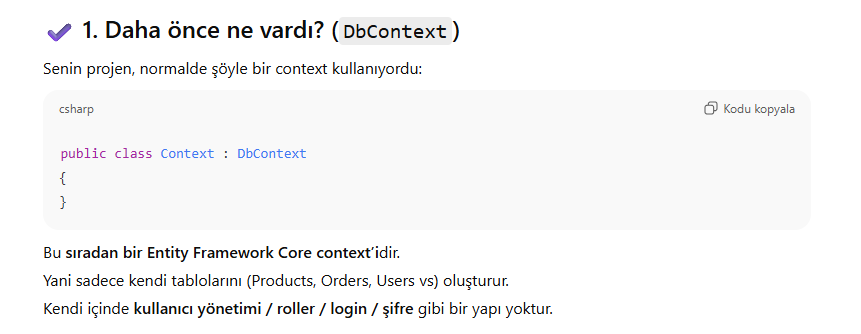 ✔ 1. Daha önce ne vardı? (DbContext)
Senin projen, normalde şöyle bir context kullanıyordu:
csharp
Kodu kopyala
public class Context : DbContext
{
}
Bu sıradan bir Entity Framework Core context’idir.
Yani sadece kendi tablolarını (Products, Orders, Users vs) oluşturur.
Kendi içinde kullanıcı yönetimi / roller / login / şifre gibi bir yapı yoktur.